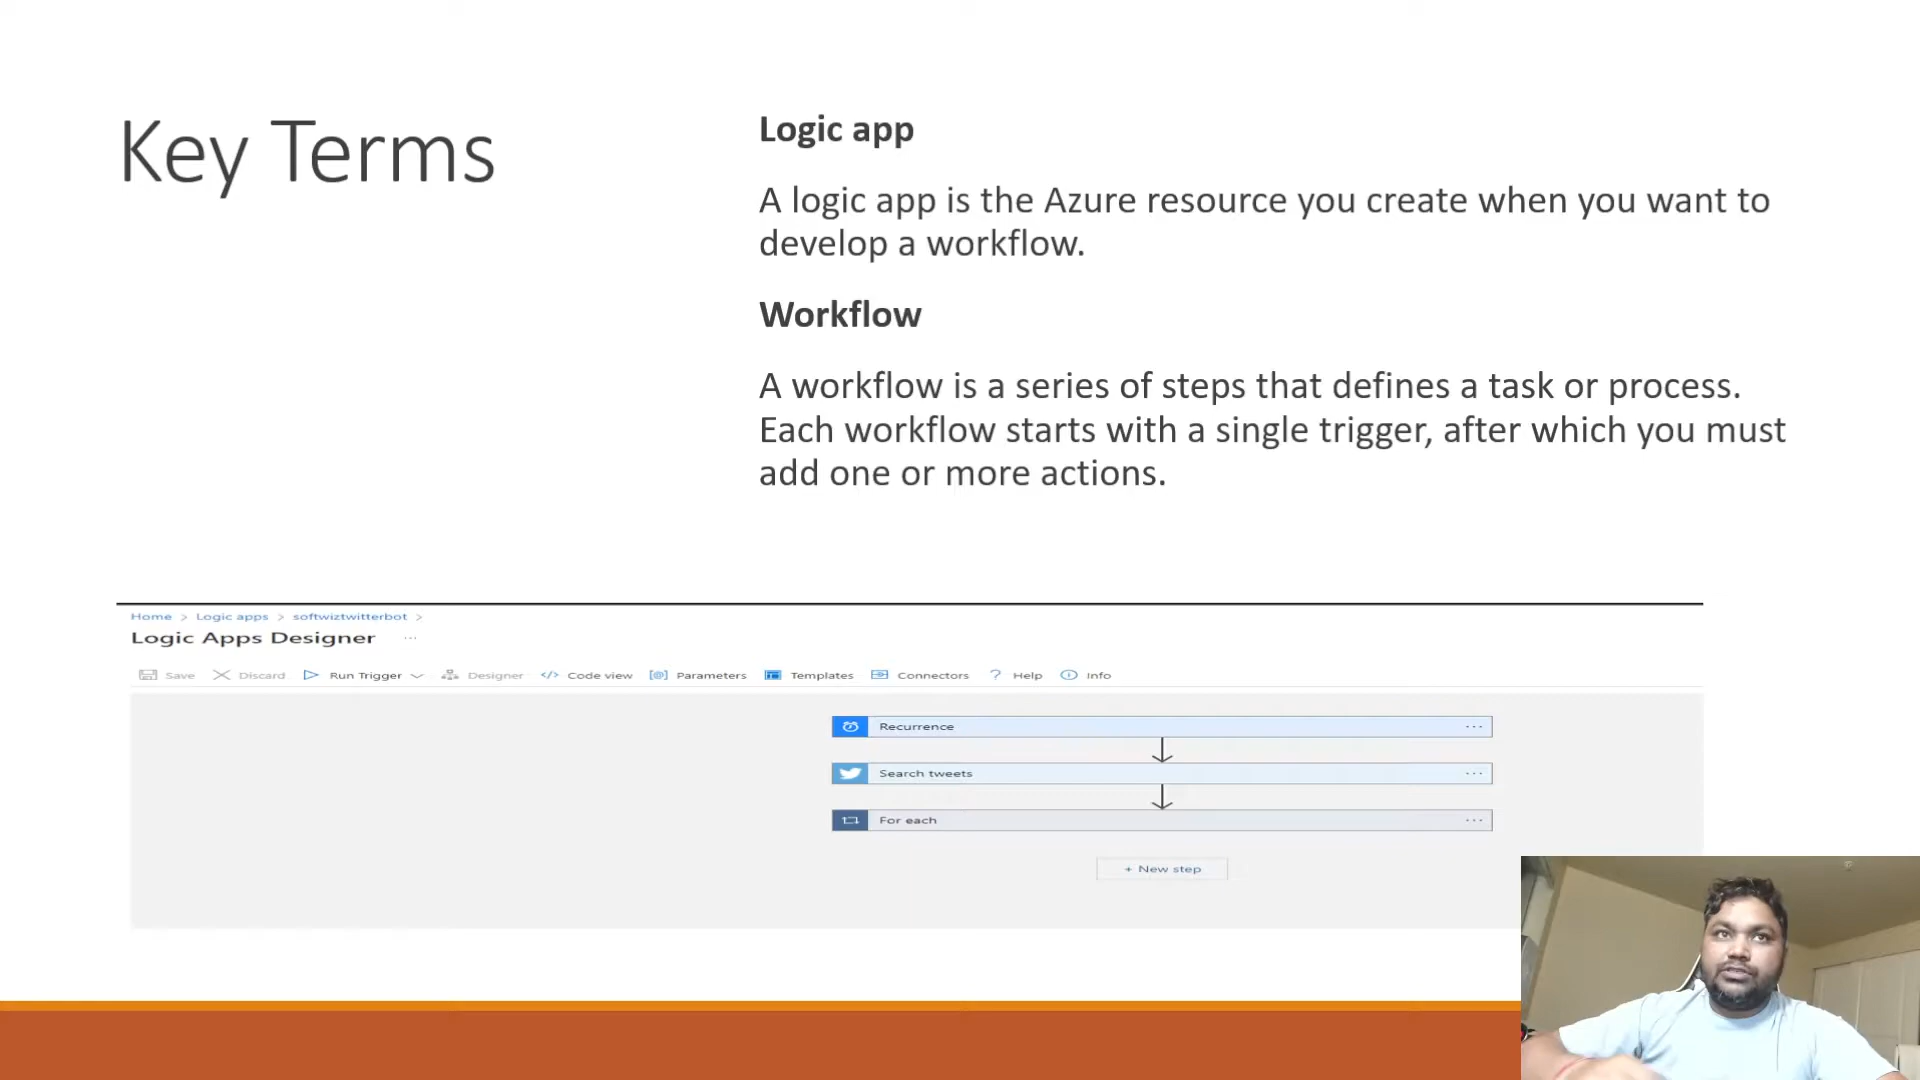 Key Terms
Logic app
A logic app is the Azure resource you create when you want to
develop a workflow.
Workflow
A workflow is a series of steps that defines a task or process.
Each workflow starts with a single trigger, after which you must
add one or more actions.
Home > Logic apps > softwiztwitterbot >
Logic Apps Designer ...
Save Discard Run Trigger Designer </> Code view [@] Parameters Templates Connectors ? Help Info
Recurrence ...
Search tweets ...
For each ...
+ New step